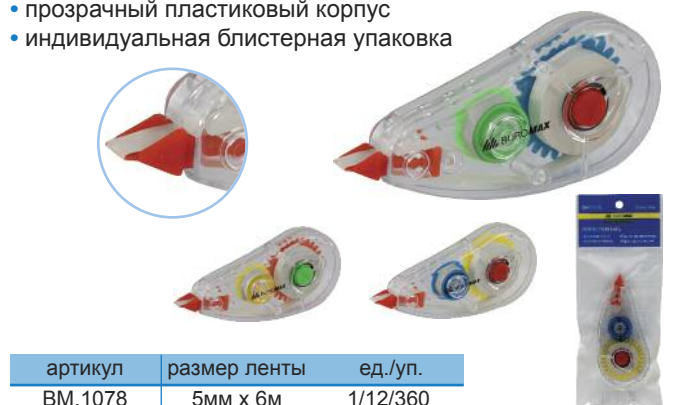 • прозрачный пластиковый корпус
• индивидуальная блистерная упаковка
BUROMAX
артикул размер ленты ед./уп.
BM.1078 5мм x 6м 1/12/360